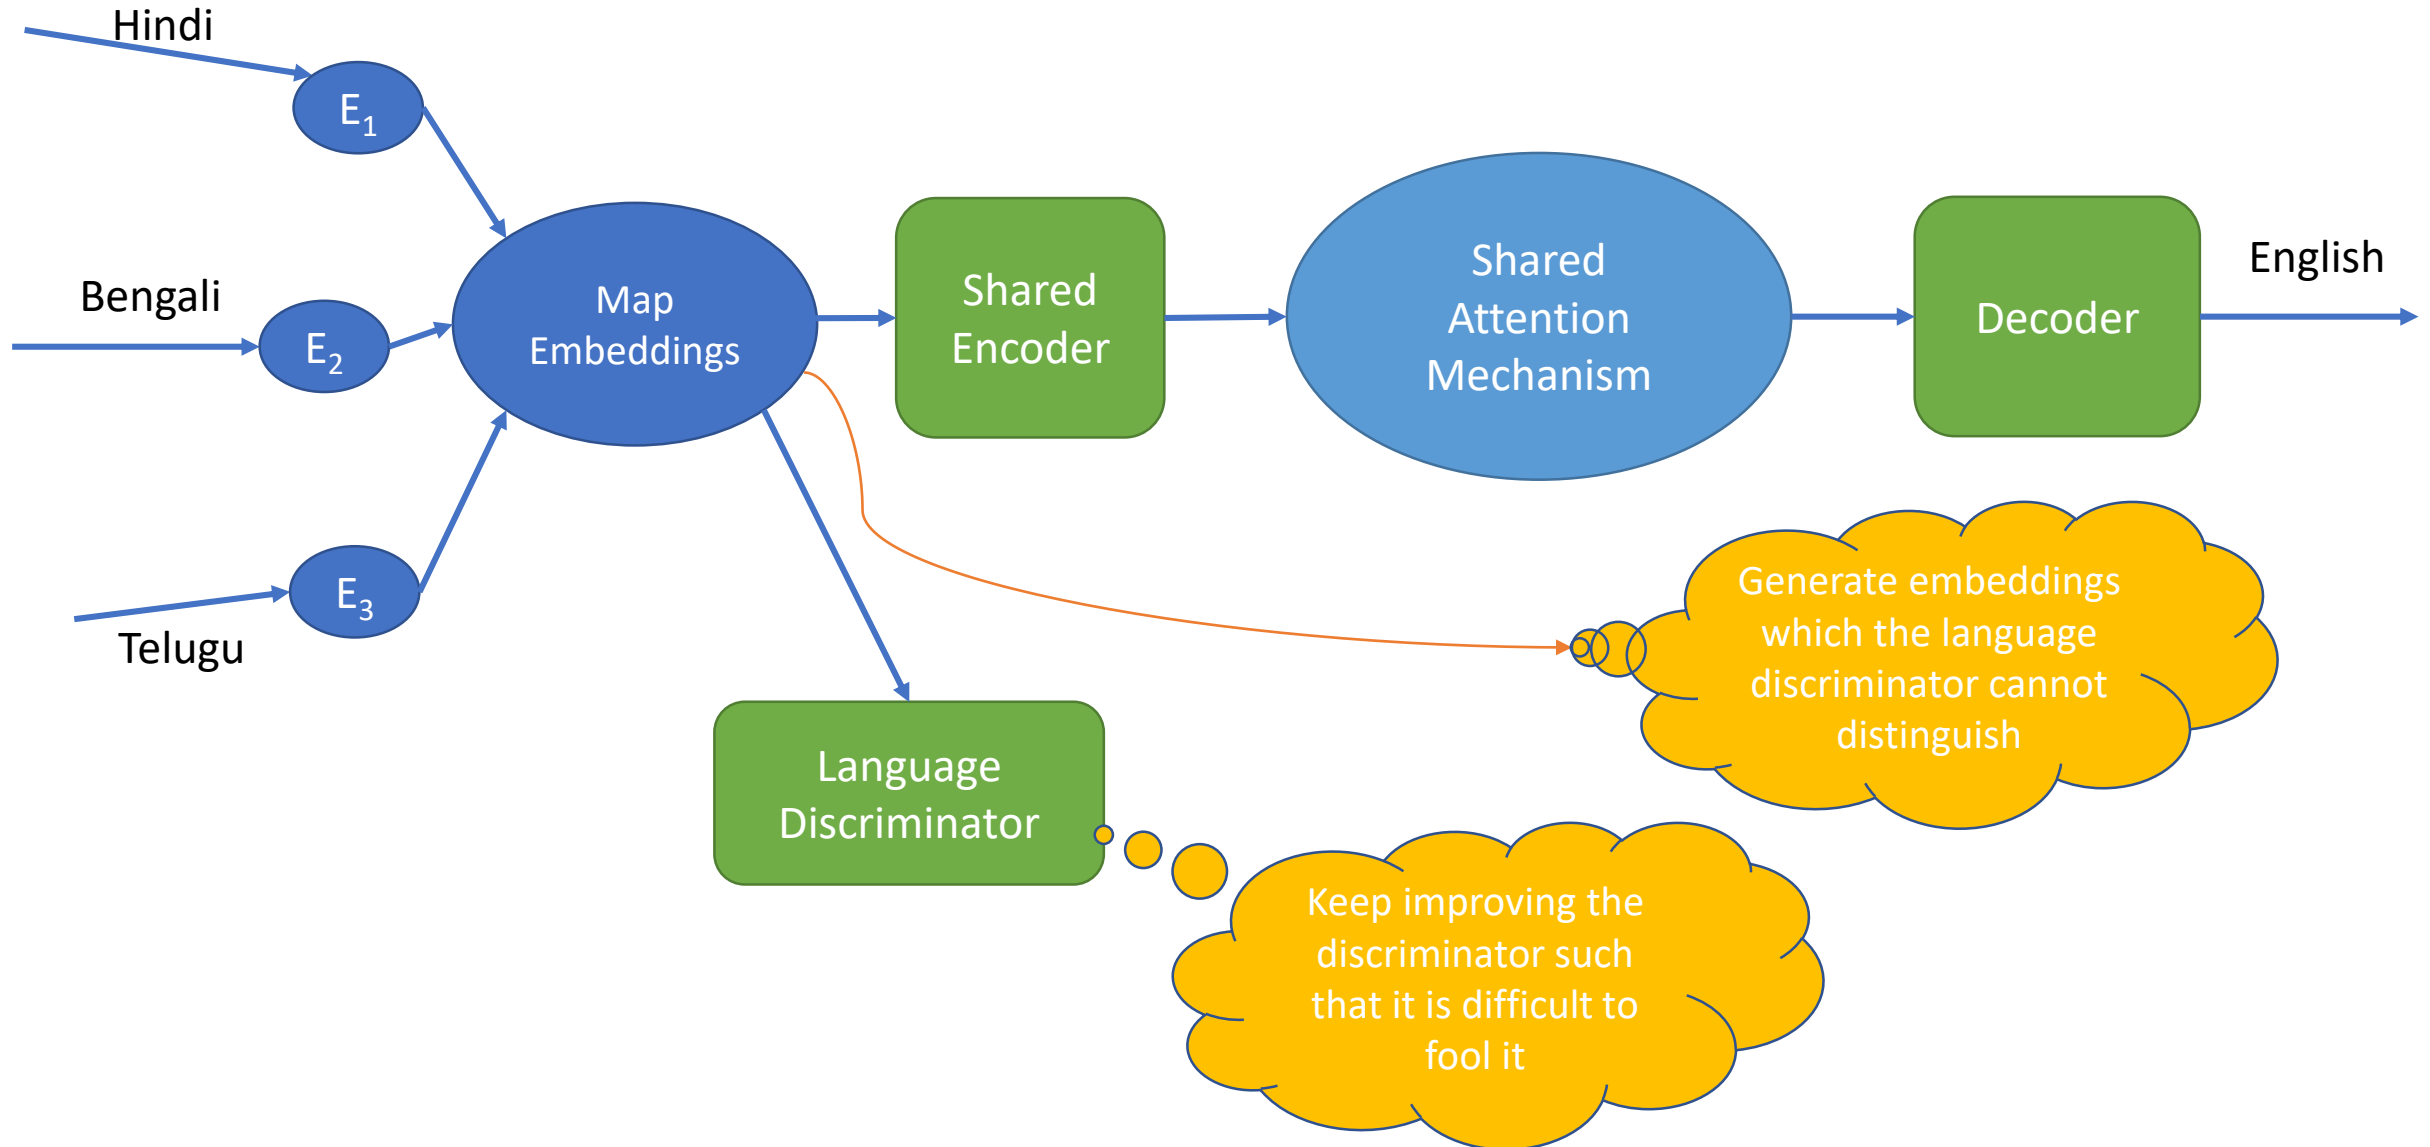 Hindi
E₁
Bengali
E₂
Telugu
E₃
Map
Embeddings
Shared
Encoder
Shared
Attention
Mechanism
Decoder
English
Language
Discriminator
Generate embeddings
which the language
discriminator cannot
distinguish
Keep improving the
discriminator such
that it is difficult to
fool it